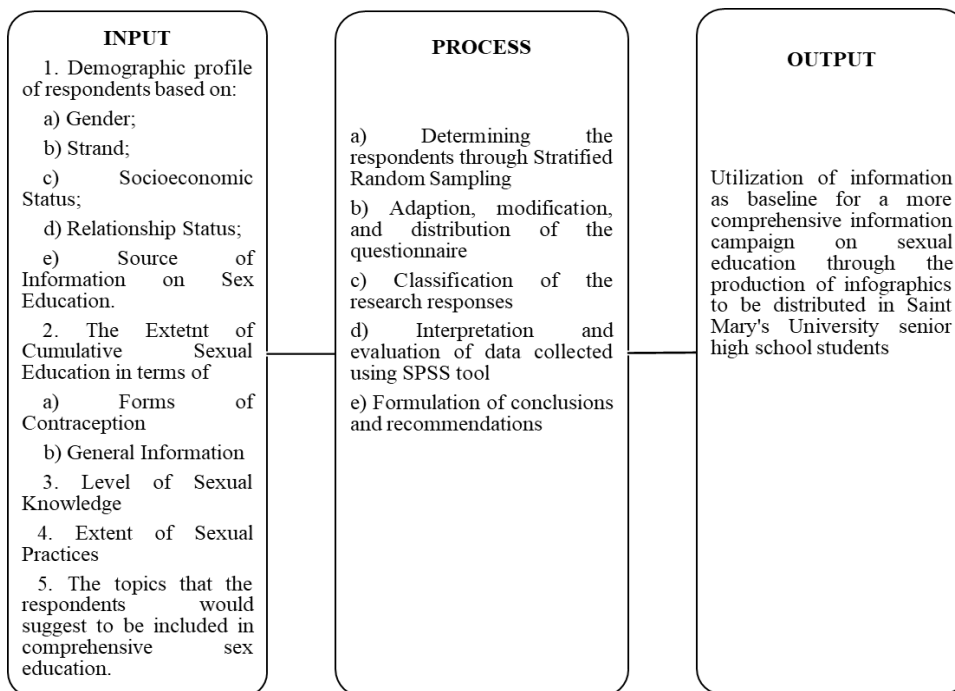 INPUT
1. Demographic profile
of respondents based on:
a) Gender;
b) Strand;
c) Socioeconomic
Status;
d) Relationship Status;
e) Source of
Information on Sex
Education.
2. The Extetnt of
Cumulative Sexual
Education in terms of
a) Forms of
Contraception
b) General Information
3. Level of Sexual
Knowledge
4. Extent of Sexual
Practices
5. The topics that the
respondents would
suggest to be included in
comprehensive sex
education.
PROCESS
a) Determining the
respondents through Stratified
Random Sampling
b) Adaption, modification,
and distribution of the
questionnaire
c) Classification of the
research responses
d) Interpretation and
evaluation of data collected
using SPSS tool
e) Formulation of conclusions
and recommendations
OUTPUT
Utilization of information
as baseline for a more
comprehensive information
campaign on sexual
education through the
production of infographics
to be distributed in Saint
Mary's University senior
high school students